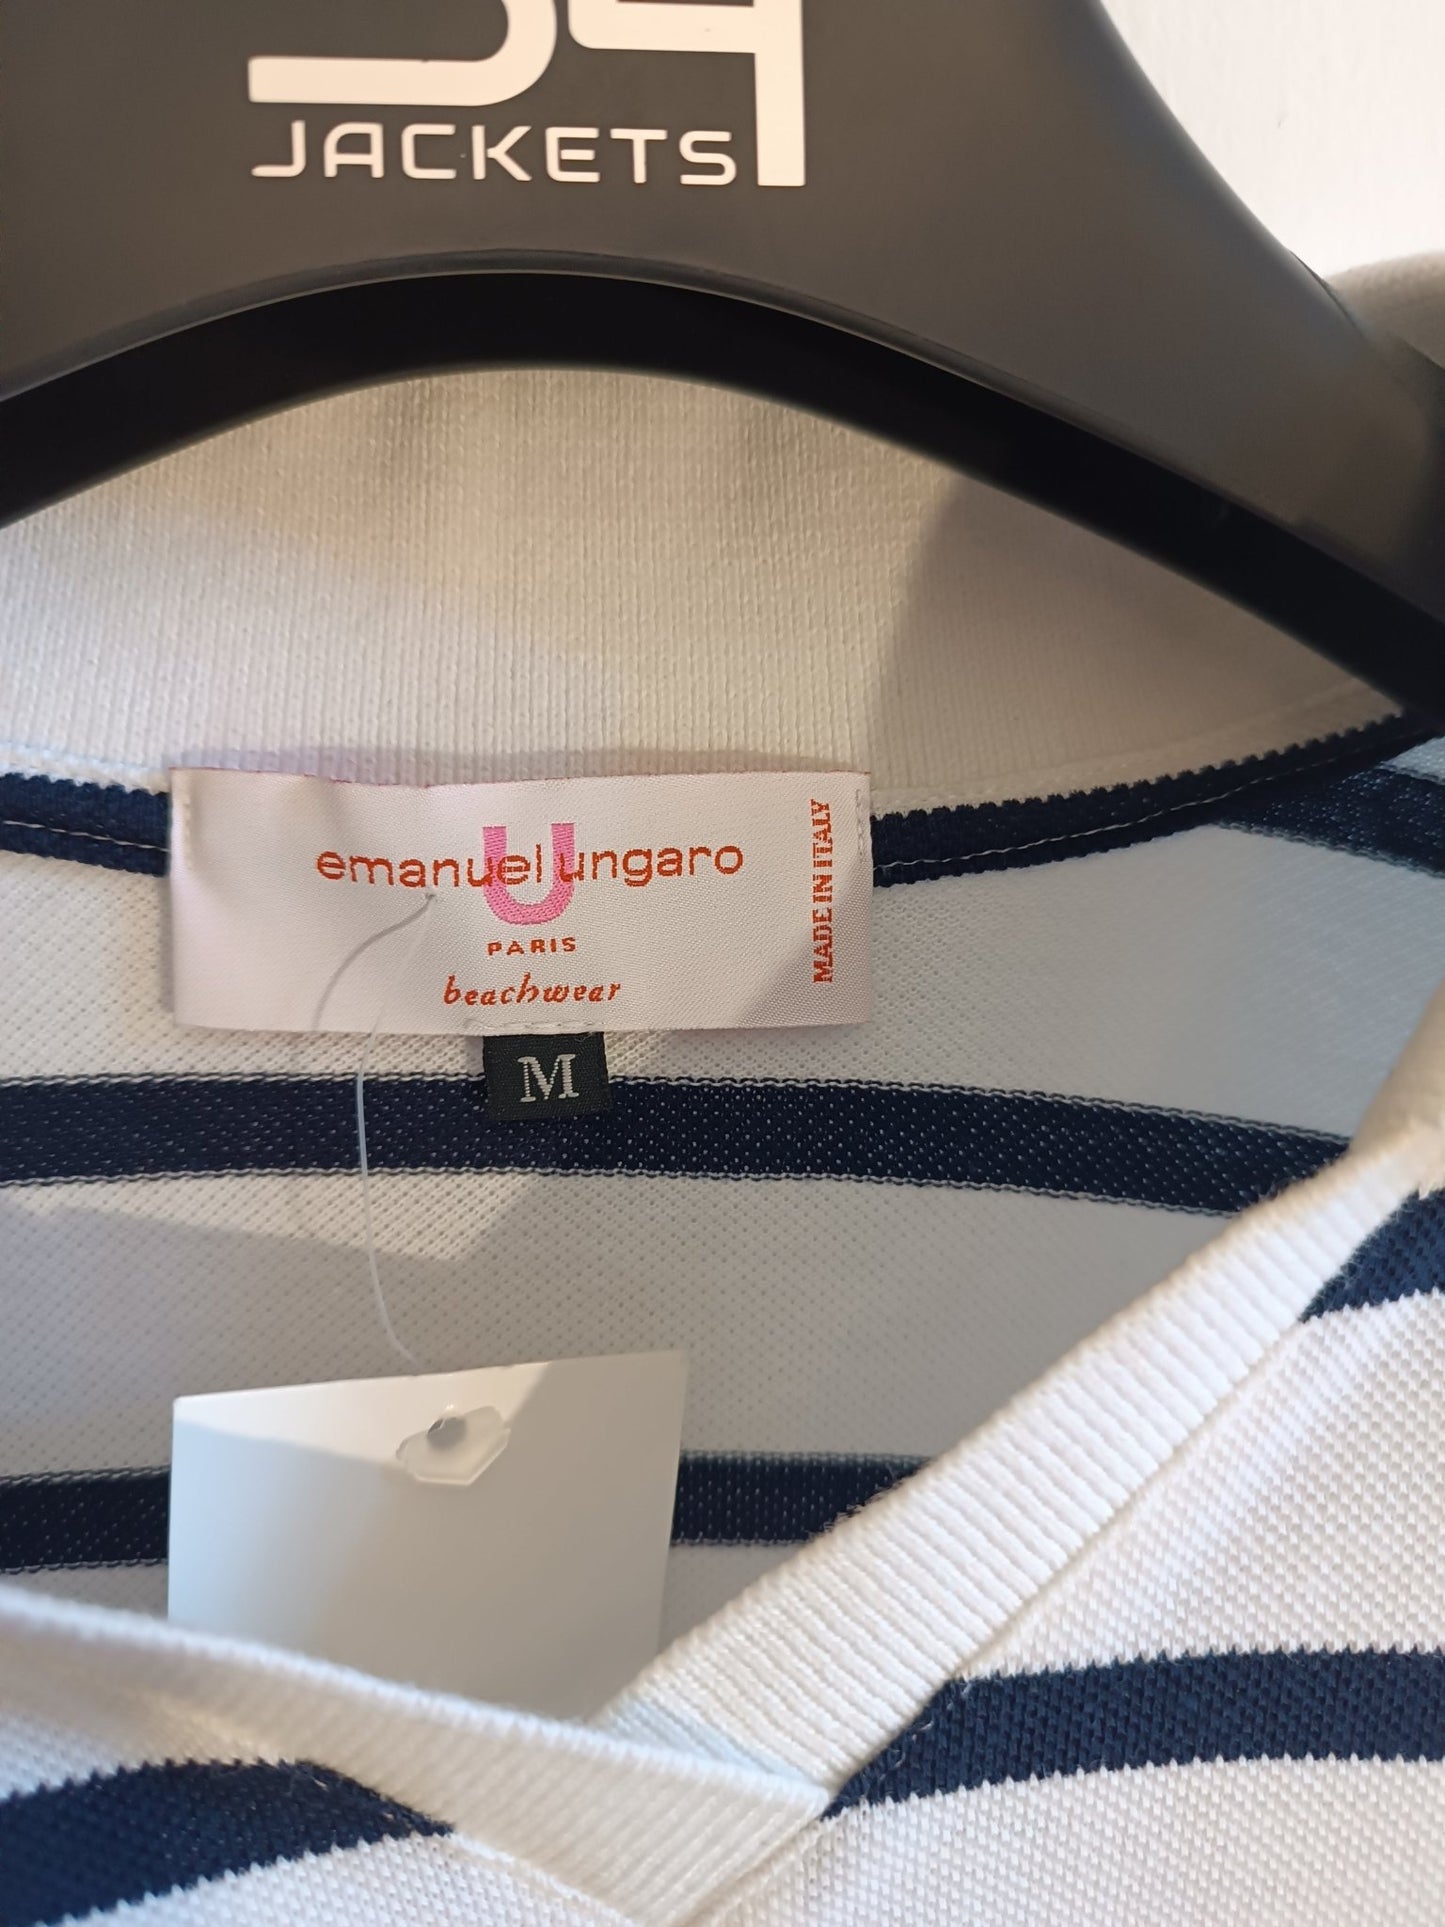 JACKETS
emanuel ungaro
U
PARIS
beachwear
MADE IN ITALY
M